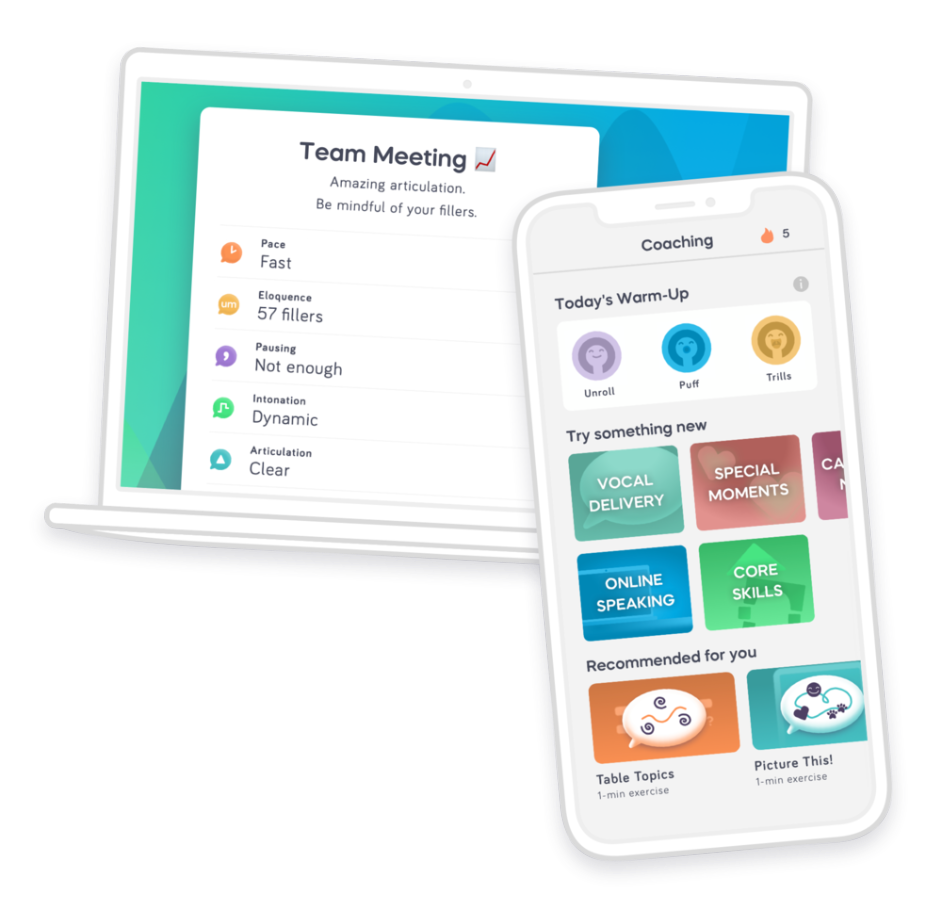 Team Meeting
Amazing articulation.
Be mindful of your fillers.
Pace
Fast
um
Eloquence
57 fillers
Pausing
Not enough
Intonation
Dynamic
Articulation
Clear
Coaching
5
Today's Warm-Up
i
Unroll
Puff
Trills
Try something new
VOCAL
DELIVERY
SPECIAL
MOMENTS
CA
ONLINE
SPEAKING
CORE
SKILLS
Recommended for you
Table Topics
1-min exercise
Picture This!
1-min exercise